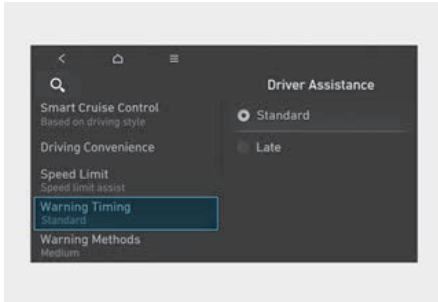 Driver Assistance
Smart Cruise Control
Based on driving style
Driving Convenience
Speed Limit
Speed limit assist
Warning Timing
Standard
Warning Methods
Medium
Standard
Late